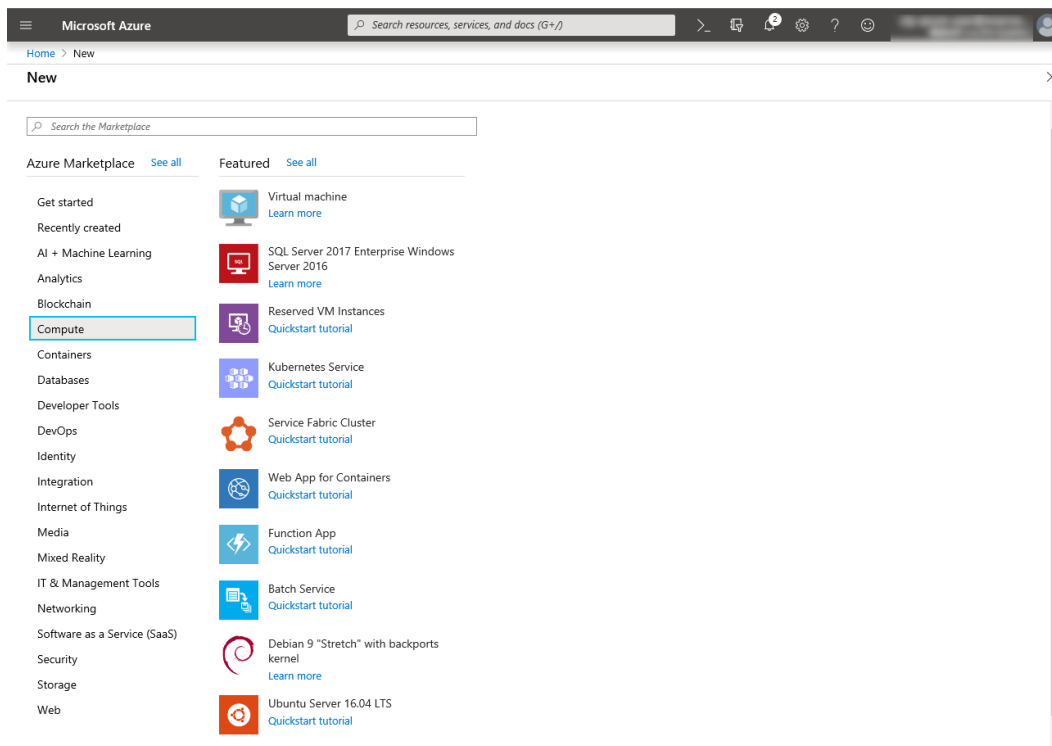 Microsoft Azure
Search resources, services, and docs (G+/)
2
Home > New
New
Search the Marketplace
Azure Marketplace See all
Get started
Recently created
AI + Machine Learning
Analytics
Blockchain
Compute
Containers
Databases
Developer Tools
DevOps
Identity
Integration
Internet of Things
Media
Mixed Reality
IT & Management Tools
Networking
Software as a Service (SaaS)
Security
Storage
Web
Featured See all
Virtual machine
Learn more
SQL
SQL Server 2017 Enterprise Windows
Server 2016
Learn more
Reserved VM Instances
Quickstart tutorial
Kubernetes Service
Quickstart tutorial
Service Fabric Cluster
Quickstart tutorial
Web App for Containers
Quickstart tutorial
Function App
Quickstart tutorial
Batch Service
Quickstart tutorial
Debian 9 "Stretch" with backports
kernel
Learn more
Ubuntu Server 16.04 LTS
Quickstart tutorial